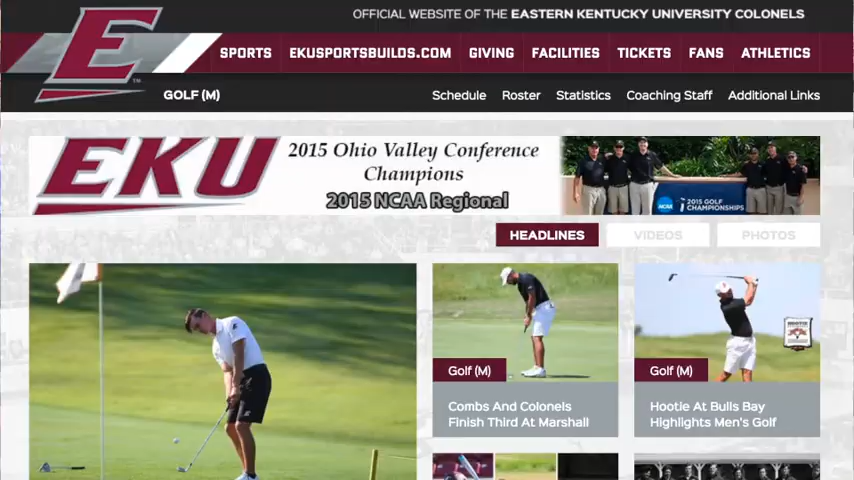 OFFICIAL WEBSITE OF THE EASTERN KENTUCKY UNIVERSITY COLONELS
E
SPORTS EKUSPORTSBUILDS.COM GIVING FACILITIES TICKETS FANS ATHLETICS
GOLF (M)
Schedule Roster Statistics Coaching Staff Additional Links
EKU
2015 Ohio Valley Conference
Champions
2015 NCAA Regional
NCAA
2015 GOLF
CHAMPIONSHIPS
HEADLINES VIDEOS PHOTOS
HOOTIE
Golf (M)
Combs And Colonels
Finish Third At Marshall
Golf (M)
Hootie At Bulls Bay
Highlights Men's Golf